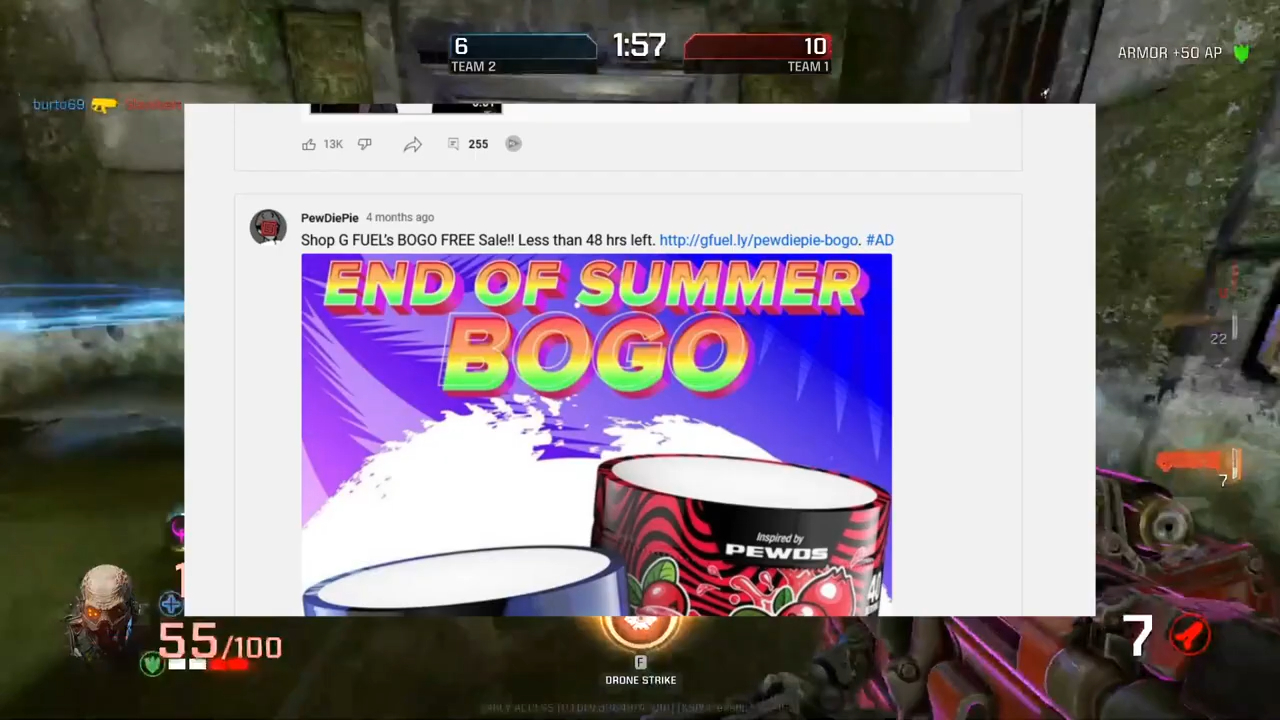 6
1:57
10
TEAM 2
TEAM 1
ARMOR +50 AP
burto69
13K
255
PewDiePie 4 months ago
Shop G FUEL's BOGO FREE Sale!! Less than 48 hrs left. http://gfuel.ly/pewdiepie-bogo. #AD
END OF SUMMER
BOGO
22
7
Inspired by
PEWDS
40
55/100
7
F
DRONE STRIKE